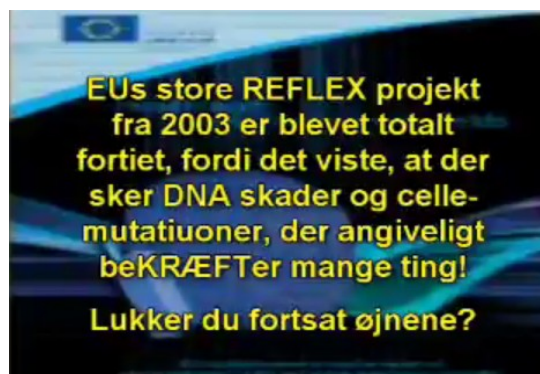 EUs store REFLEX projekt
fra 2003 er blevet totalt
fortiet, fordi det viste, at der
sker DNA skader og celle-
mutatiuoner, der angiveligt
beKRÆFTer mange ting!
Lukker du fortsat øjnene?